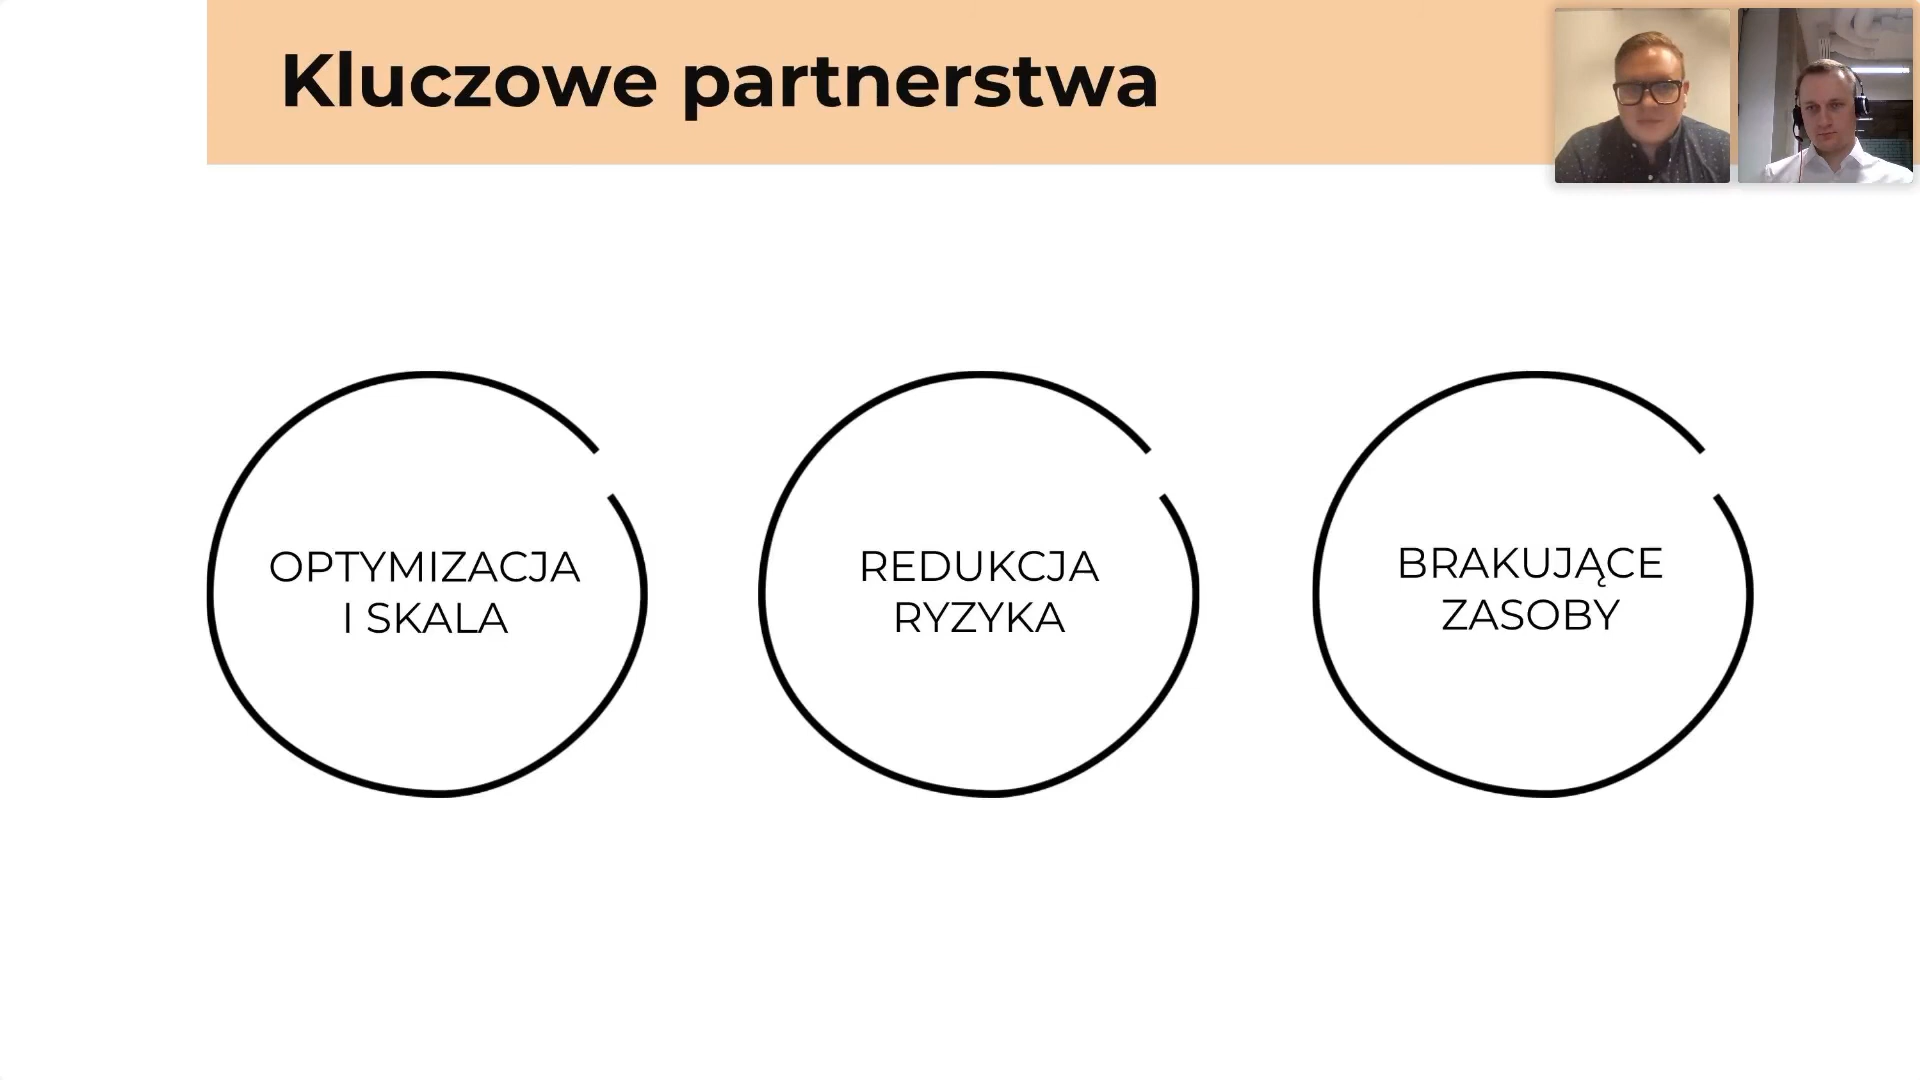 Kluczowe partnerstwa
OPTYMIZACJA
I SKALA
REDUKCJA
RYZYKA
BRAKUJĄCE
ZASOBY